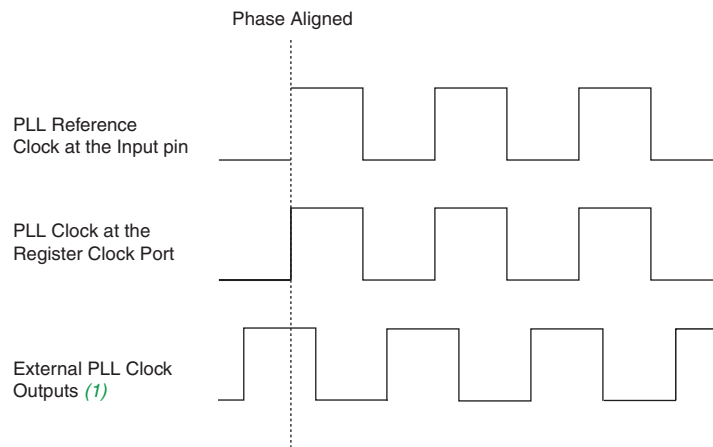 Phase Aligned
PLL Reference
Clock at the Input pin
PLL Clock at the
Register Clock Port
External PLL Clock
Outputs (1)